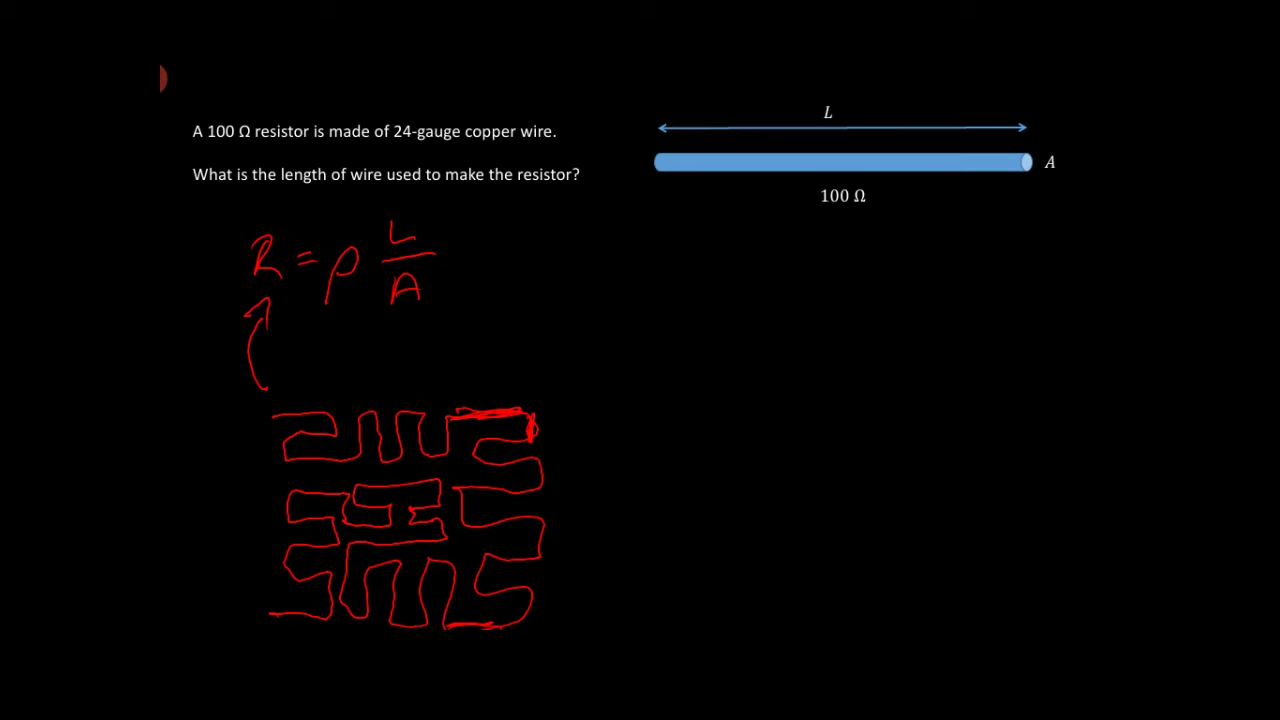 A 100 Ω resistor is made of 24-gauge copper wire.
What is the length of wire used to make the resistor?
L
A
100 Ω
R = ρ L/A